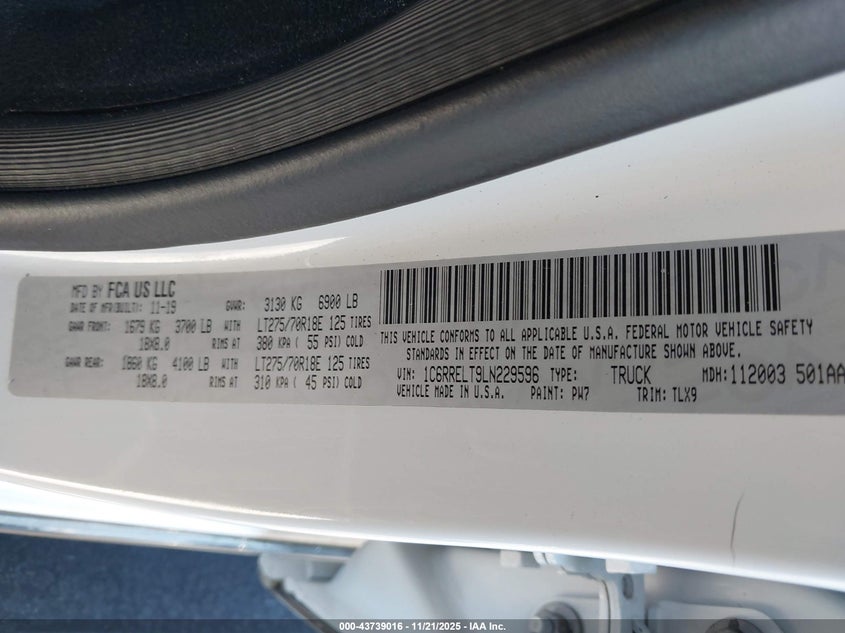 MFD BY FCA US LLC
DATE OF MFR(BUILT): 11-19 GVWR: 3130 KG 6900 LB
GAWR FRONT: 1679 KG 3700 LB WITH LT275/70R18E 125 TIRES
18X8.0 RIMS AT 380 KPA ( 55 PSI) COLD
GAWR REAR: 1860 KG 4100 LB WITH LT275/70R18E 125 TIRES
18X8.0 RIMS AT 310 KPA ( 45 PSI) COLD
THIS VEHICLE CONFORMS TO ALL APPLICABLE U.S.A. FEDERAL MOTOR VEHICLE SAFETY
STANDARDS IN EFFECT ON THE DATE OF MANUFACTURE SHOWN ABOVE.
VIN: 1C6RRELT9LN229596 TYPE: TRUCK MDH: 112003 501AA
VEHICLE MADE IN U.S.A. PAINT: PW7 TRIM: TLX9
000-43739016 - 11/21/2025 - IAA Inc.